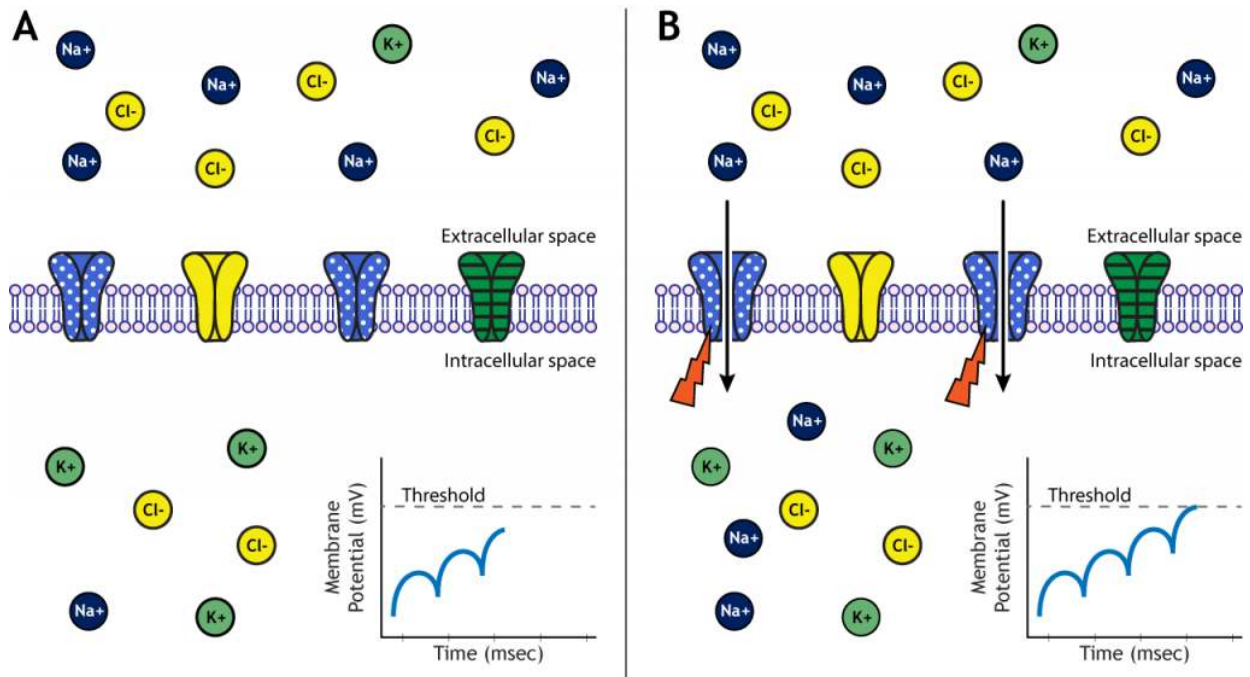 A
Na+
K+
Na+
Cl-
Na+
Cl-
Cl-
Na+
Cl-
Na+
Extracellular space
Intracellular space
K+
K+
Cl-
Cl-
Na+
K+
Threshold
Membrane
Potential (mV)
Time (msec)
B
Na+
K+
Na+
Cl-
Na+
Cl-
Cl-
Na+
Cl-
Na+
Extracellular space
Intracellular space
Na+
K+
K+
Cl-
Na+
Cl-
Na+
K+
Threshold
Membrane
Potential (mV)
Time (msec)